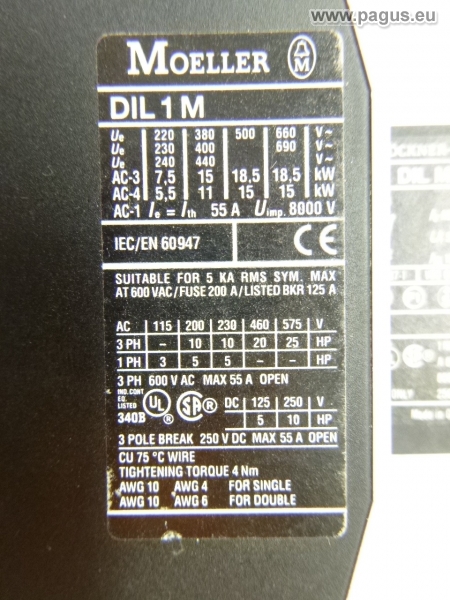 www.pagus.eu
MOELLER
DIL 1 M
Ue 220 380 500 660 V~
Ue 230 400 690 V~
Ue 240 440
AC-3 7,5 15 18,5 18,5 kW
AC-4 5,5 11 15 15 kW
AC-1 Ie = Ith 55 A Uimp. 8000 V
IEC/EN 60947 CE
SUITABLE FOR 5 KA RMS SYM. MAX
AT 600 VAC/FUSE 200 A/LISTED BKR 125 A
AC 115 200 230 460 575 V
3 PH – 10 10 20 25 HP
1 PH 3 5 5 – – HP
3 PH 600 V AC MAX 55 A OPEN
IND. CONT.
EQ.
LISTED
340B UL SA DC 125 250 V
5 10 HP
3 POLE BREAK 250 V DC MAX 55 A OPEN
CU 75 °C WIRE
TIGHTENING TORQUE 4 Nm
AWG 10 AWG 4 FOR SINGLE
AWG 10 AWG 6 FOR DOUBLE
DIL M